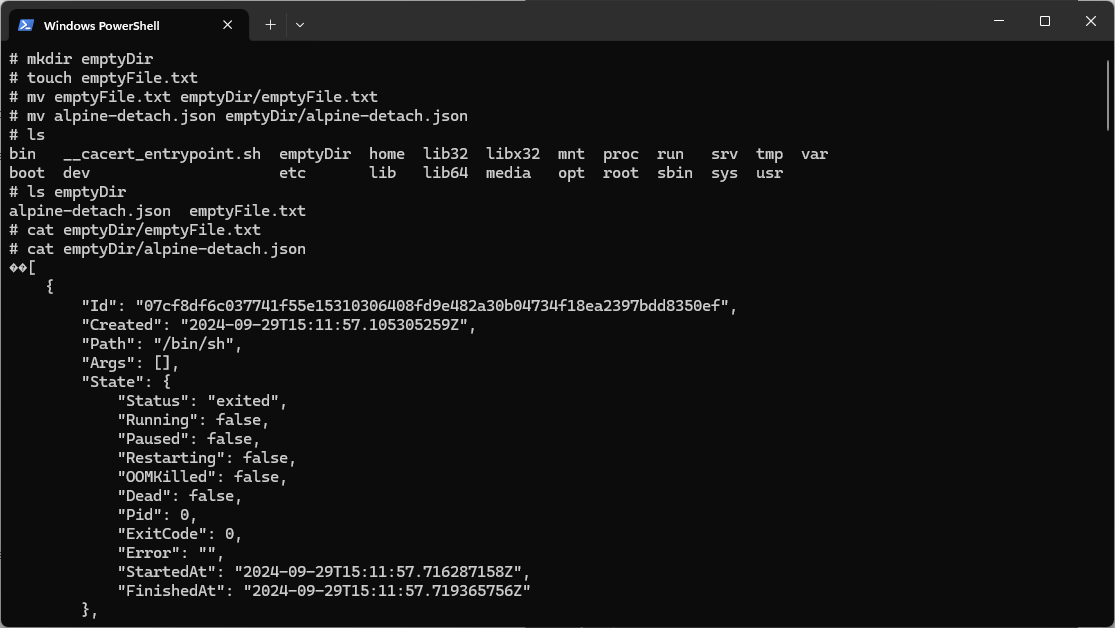 Windows PowerShell
# mkdir emptyDir
# touch emptyFile.txt
# mv emptyFile.txt emptyDir/emptyFile.txt
# mv alpine-detach.json emptyDir/alpine-detach.json
# ls
bin   __cacert_entrypoint.sh  emptyDir  home  lib32  libx32  mnt  proc  run   srv  tmp  var
boot  dev                     etc       lib   lib64  media   opt  root  sbin  sys  usr
# ls emptyDir
alpine-detach.json  emptyFile.txt
# cat emptyDir/emptyFile.txt
# cat emptyDir/alpine-detach.json
��[
    {
        "Id": "07cf8df6c037741f55e15310306408fd9e482a30b04734f18ea2397bdd8350ef",
        "Created": "2024-09-29T15:11:57.105305259Z",
        "Path": "/bin/sh",
        "Args": [],
        "State": {
            "Status": "exited",
            "Running": false,
            "Paused": false,
            "Restarting": false,
            "OOMKilled": false,
            "Dead": false,
            "Pid": 0,
            "ExitCode": 0,
            "Error": "",
            "StartedAt": "2024-09-29T15:11:57.716287158Z",
            "FinishedAt": "2024-09-29T15:11:57.719365756Z"
        },